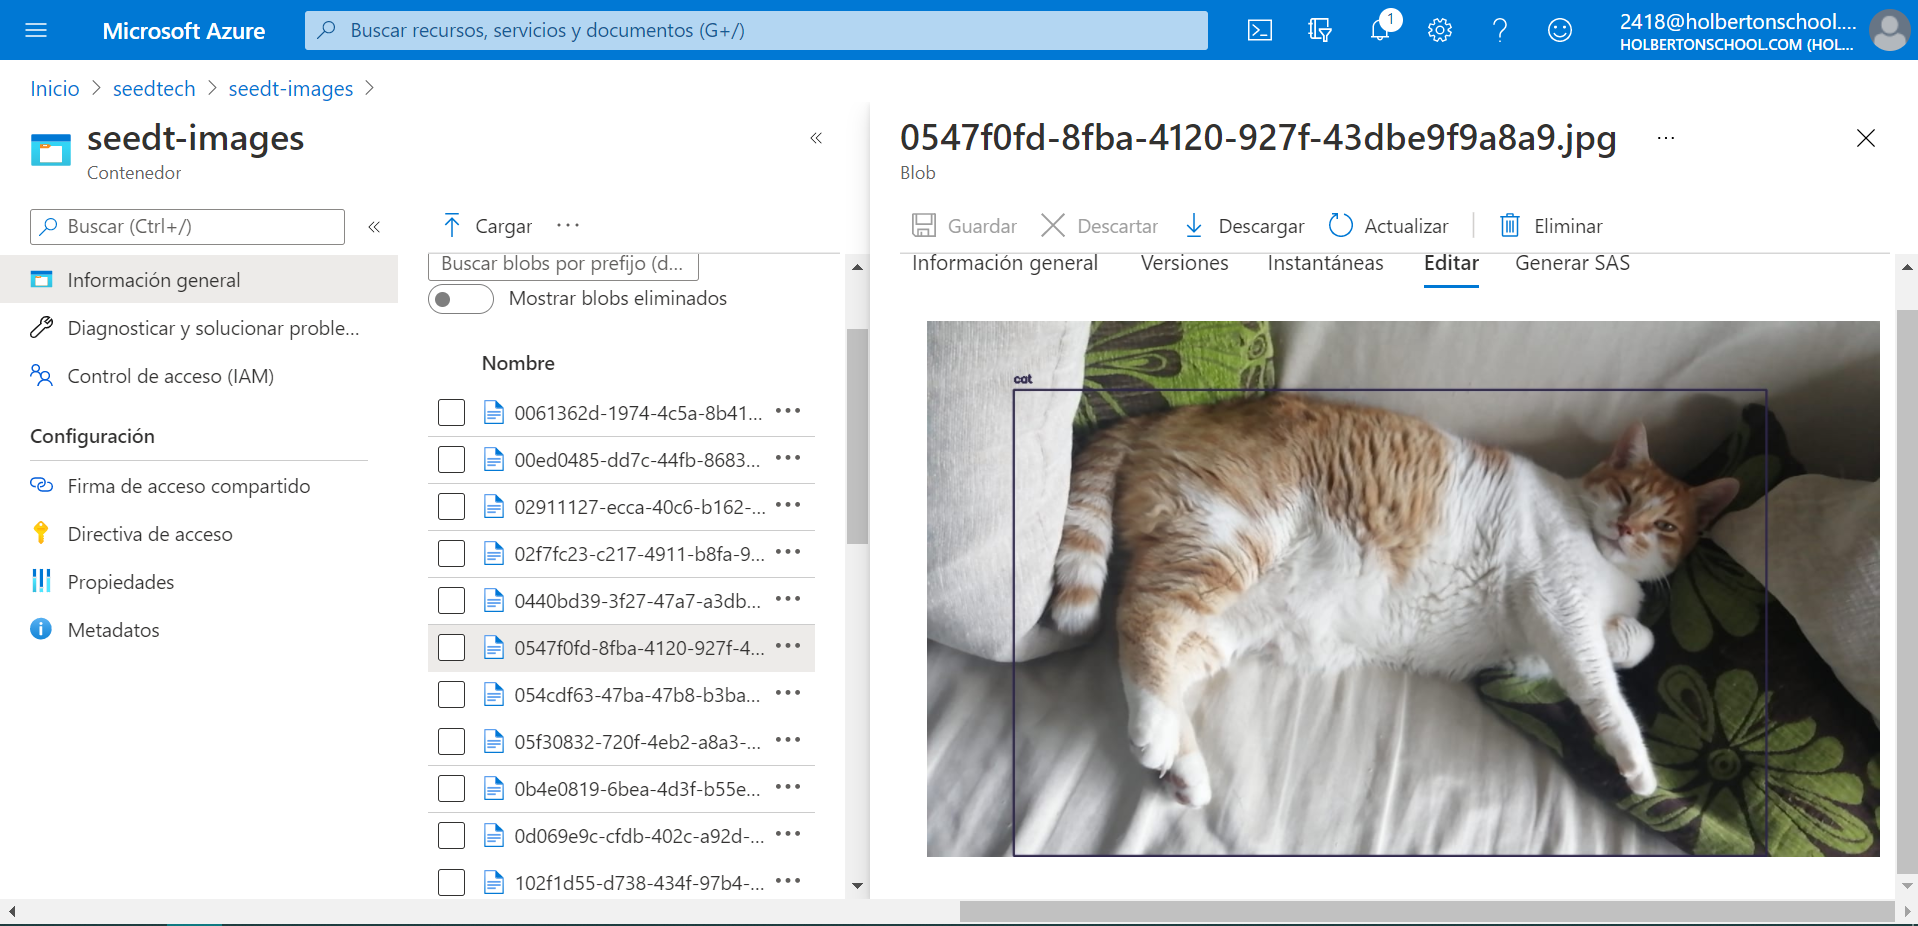 Microsoft Azure
Buscar recursos, servicios y documentos (G+/)
1
2418@holbertonschool....
HOLBERTONSCHOOL.COM (HOL...
Inicio > seedtech > seedt-images >
seedt-images
Contenedor
Buscar (Ctrl+/)
Información general
Diagnosticar y solucionar proble...
Control de acceso (IAM)
Configuración
Firma de acceso compartido
Directiva de acceso
Propiedades
Metadatos
Cargar
Buscar blobs por prefijo (d...
Mostrar blobs eliminados
Nombre
0061362d-1974-4c5a-8b41...
00ed0485-dd7c-44fb-8683...
02911127-ecca-40c6-b162-...
02f7fc23-c217-4911-b8fa-9...
0440bd39-3f27-47a7-a3db...
0547f0fd-8fba-4120-927f-4...
054cdf63-47ba-47b8-b3ba...
05f30832-720f-4eb2-a8a3-...
0b4e0819-6bea-4d3f-b55e...
0d069e9c-cfdb-402c-a92d-...
102f1d55-d738-434f-97b4-...
0547f0fd-8fba-4120-927f-43dbe9f9a8a9.jpg
Blob
Guardar Descartar Descargar Actualizar Eliminar
Información general Versiones Instantáneas Editar Generar SAS
cat